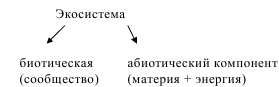 Экосистема
биотическая
(сообщество)
абиотический компонент
(материя + энергия)